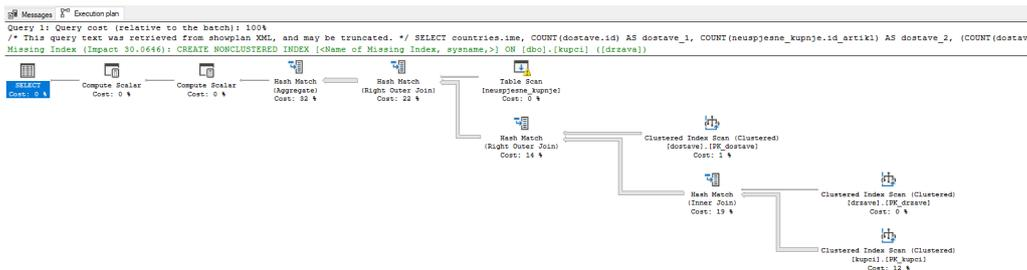 Messages Execution plan
Query 1: Query cost (relative to the batch): 100%
/* This query text was retrieved from showplan XML, and may be truncated. */ SELECT countries.ime, COUNT(dostave.id) AS dostave_1, COUNT(neuspjesne_kupnje.id_artikl) AS dostave_2, (COUNT(dostav
Missing Index (Impact 30.0646): CREATE NONCLUSTERED INDEX [<Name of Missing Index, sysname,>] ON [dbo].[kupci] ([drzava])
SELECT
Cost: 0 %
Compute Scalar
Cost: 0 %
Compute Scalar
Cost: 0 %
Hash Match
(Aggregate)
Cost: 32 %
Hash Match
(Right Outer Join)
Cost: 22 %
Table Scan
[neuspjesne_kupnje]
Cost: 0 %
Hash Match
(Right Outer Join)
Cost: 14 %
Clustered Index Scan (Clustered)
[dostave].[PK_dostave]
Cost: 1 %
Hash Match
(Inner Join)
Cost: 19 %
Clustered Index Scan (Clustered)
[drzave].[PK_drzave]
Cost: 0 %
Clustered Index Scan (Clustered)
[kupci].[PK_kupci]
Cost: 12 %